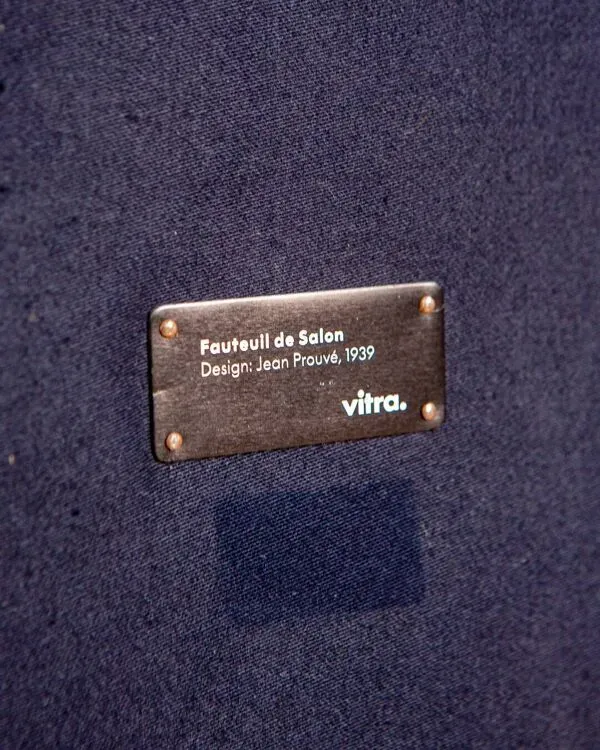 Fauteuil de Salon
Design: Jean Prouvé, 1939
vitra.